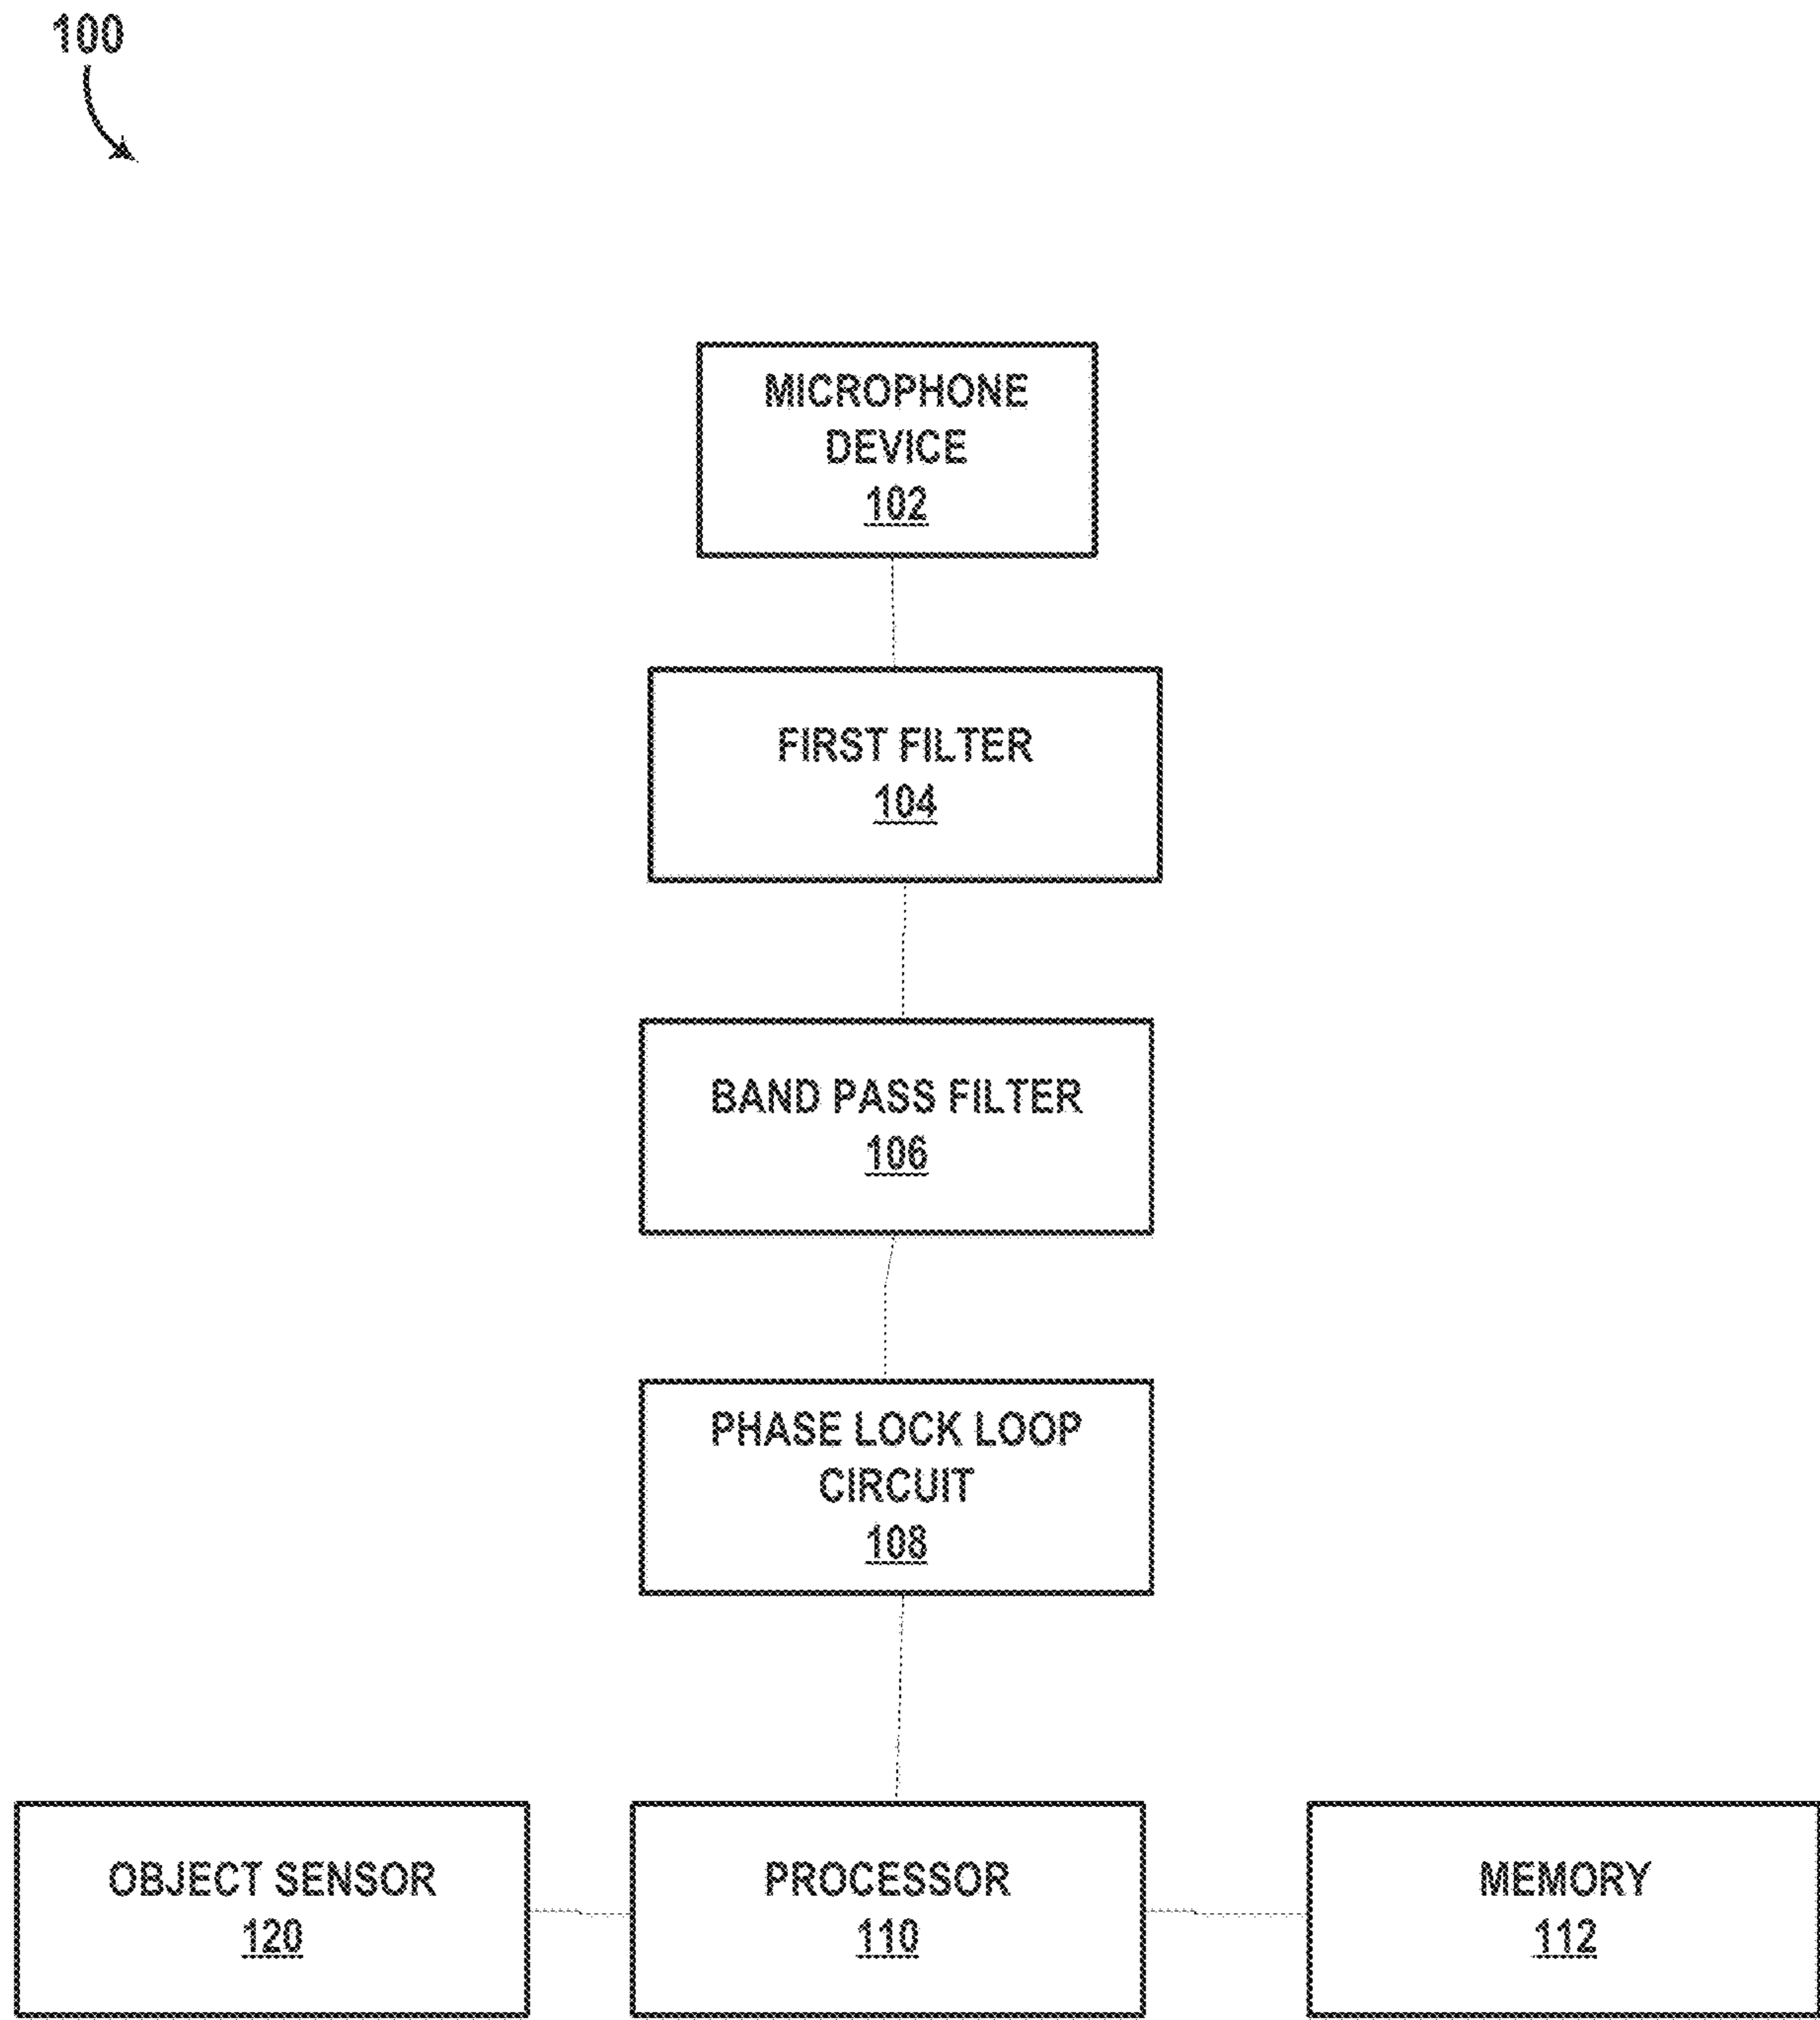 100
MICROPHONE
DEVICE
102
FIRST FILTER
104
BAND PASS FILTER
106
PHASE LOCK LOOP
CIRCUIT
108
OBJECT SENSOR
120
PROCESSOR
110
MEMORY
112